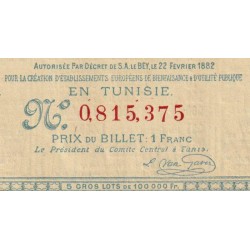 AUTORISÉE PAR DÉCRET DE S.A. LE BEY, LE 22 FÉVRIER 1882
POUR LA CRÉATION D'ÉTABLISSEMENTS EUROPÉENS DE BIENFAISANCE & D'UTILITÉ PUBLIQUE
EN TUNISIE.
No. 0,815,375
PRIX DU BILLET: 1 FRANC
Le Président du Comité Central à Tunis.
5 GROS LOTS DE 100000 Fr.